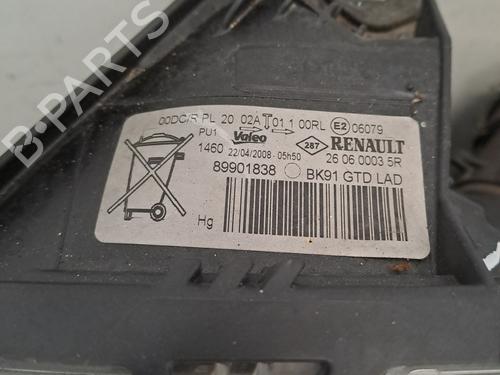 B-PARTS
00DC/R PL 20 02A T 01 1 00RL E2 06079
PU1 Valeo 287 RENAULT
1460 22/04/2008 - 05h50 26 06 0003 5R
89901838 BK91 GTD LAD
Hg